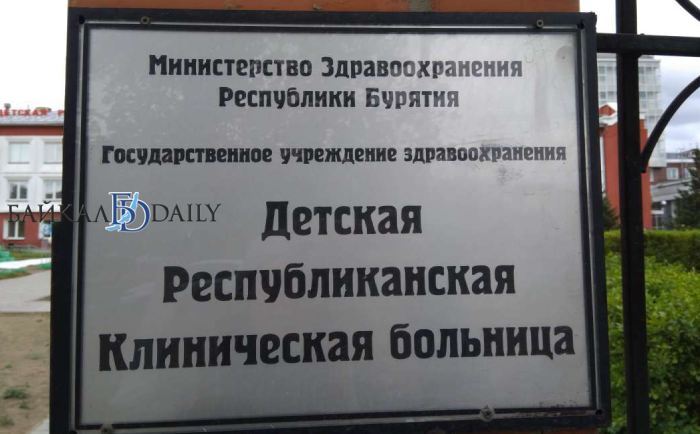 Министерство Здравоохранения
Республики Бурятия
Государственное учреждение здравоохранения
БАЙКАЛ DAILY
Детская
Республиканская
Клиническая больница